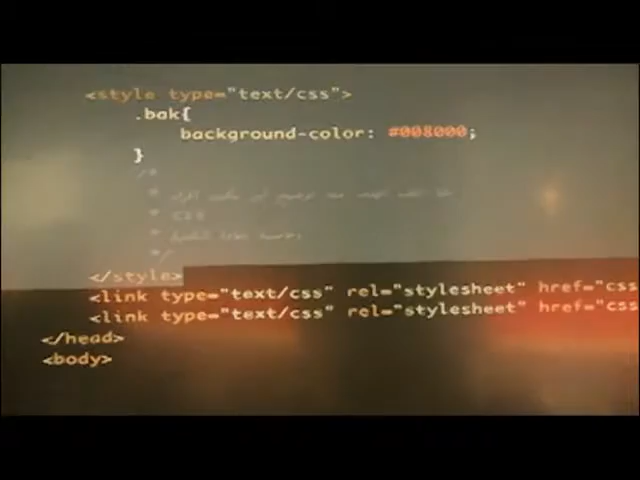 <style type="text/css">
.bak{
background-color: #008000;
}
/*
*
* CSS
*
*/
</style>
<link type="text/css" rel="stylesheet" href="css
<link type="text/css" rel="stylesheet" href="css
</head>
<body>